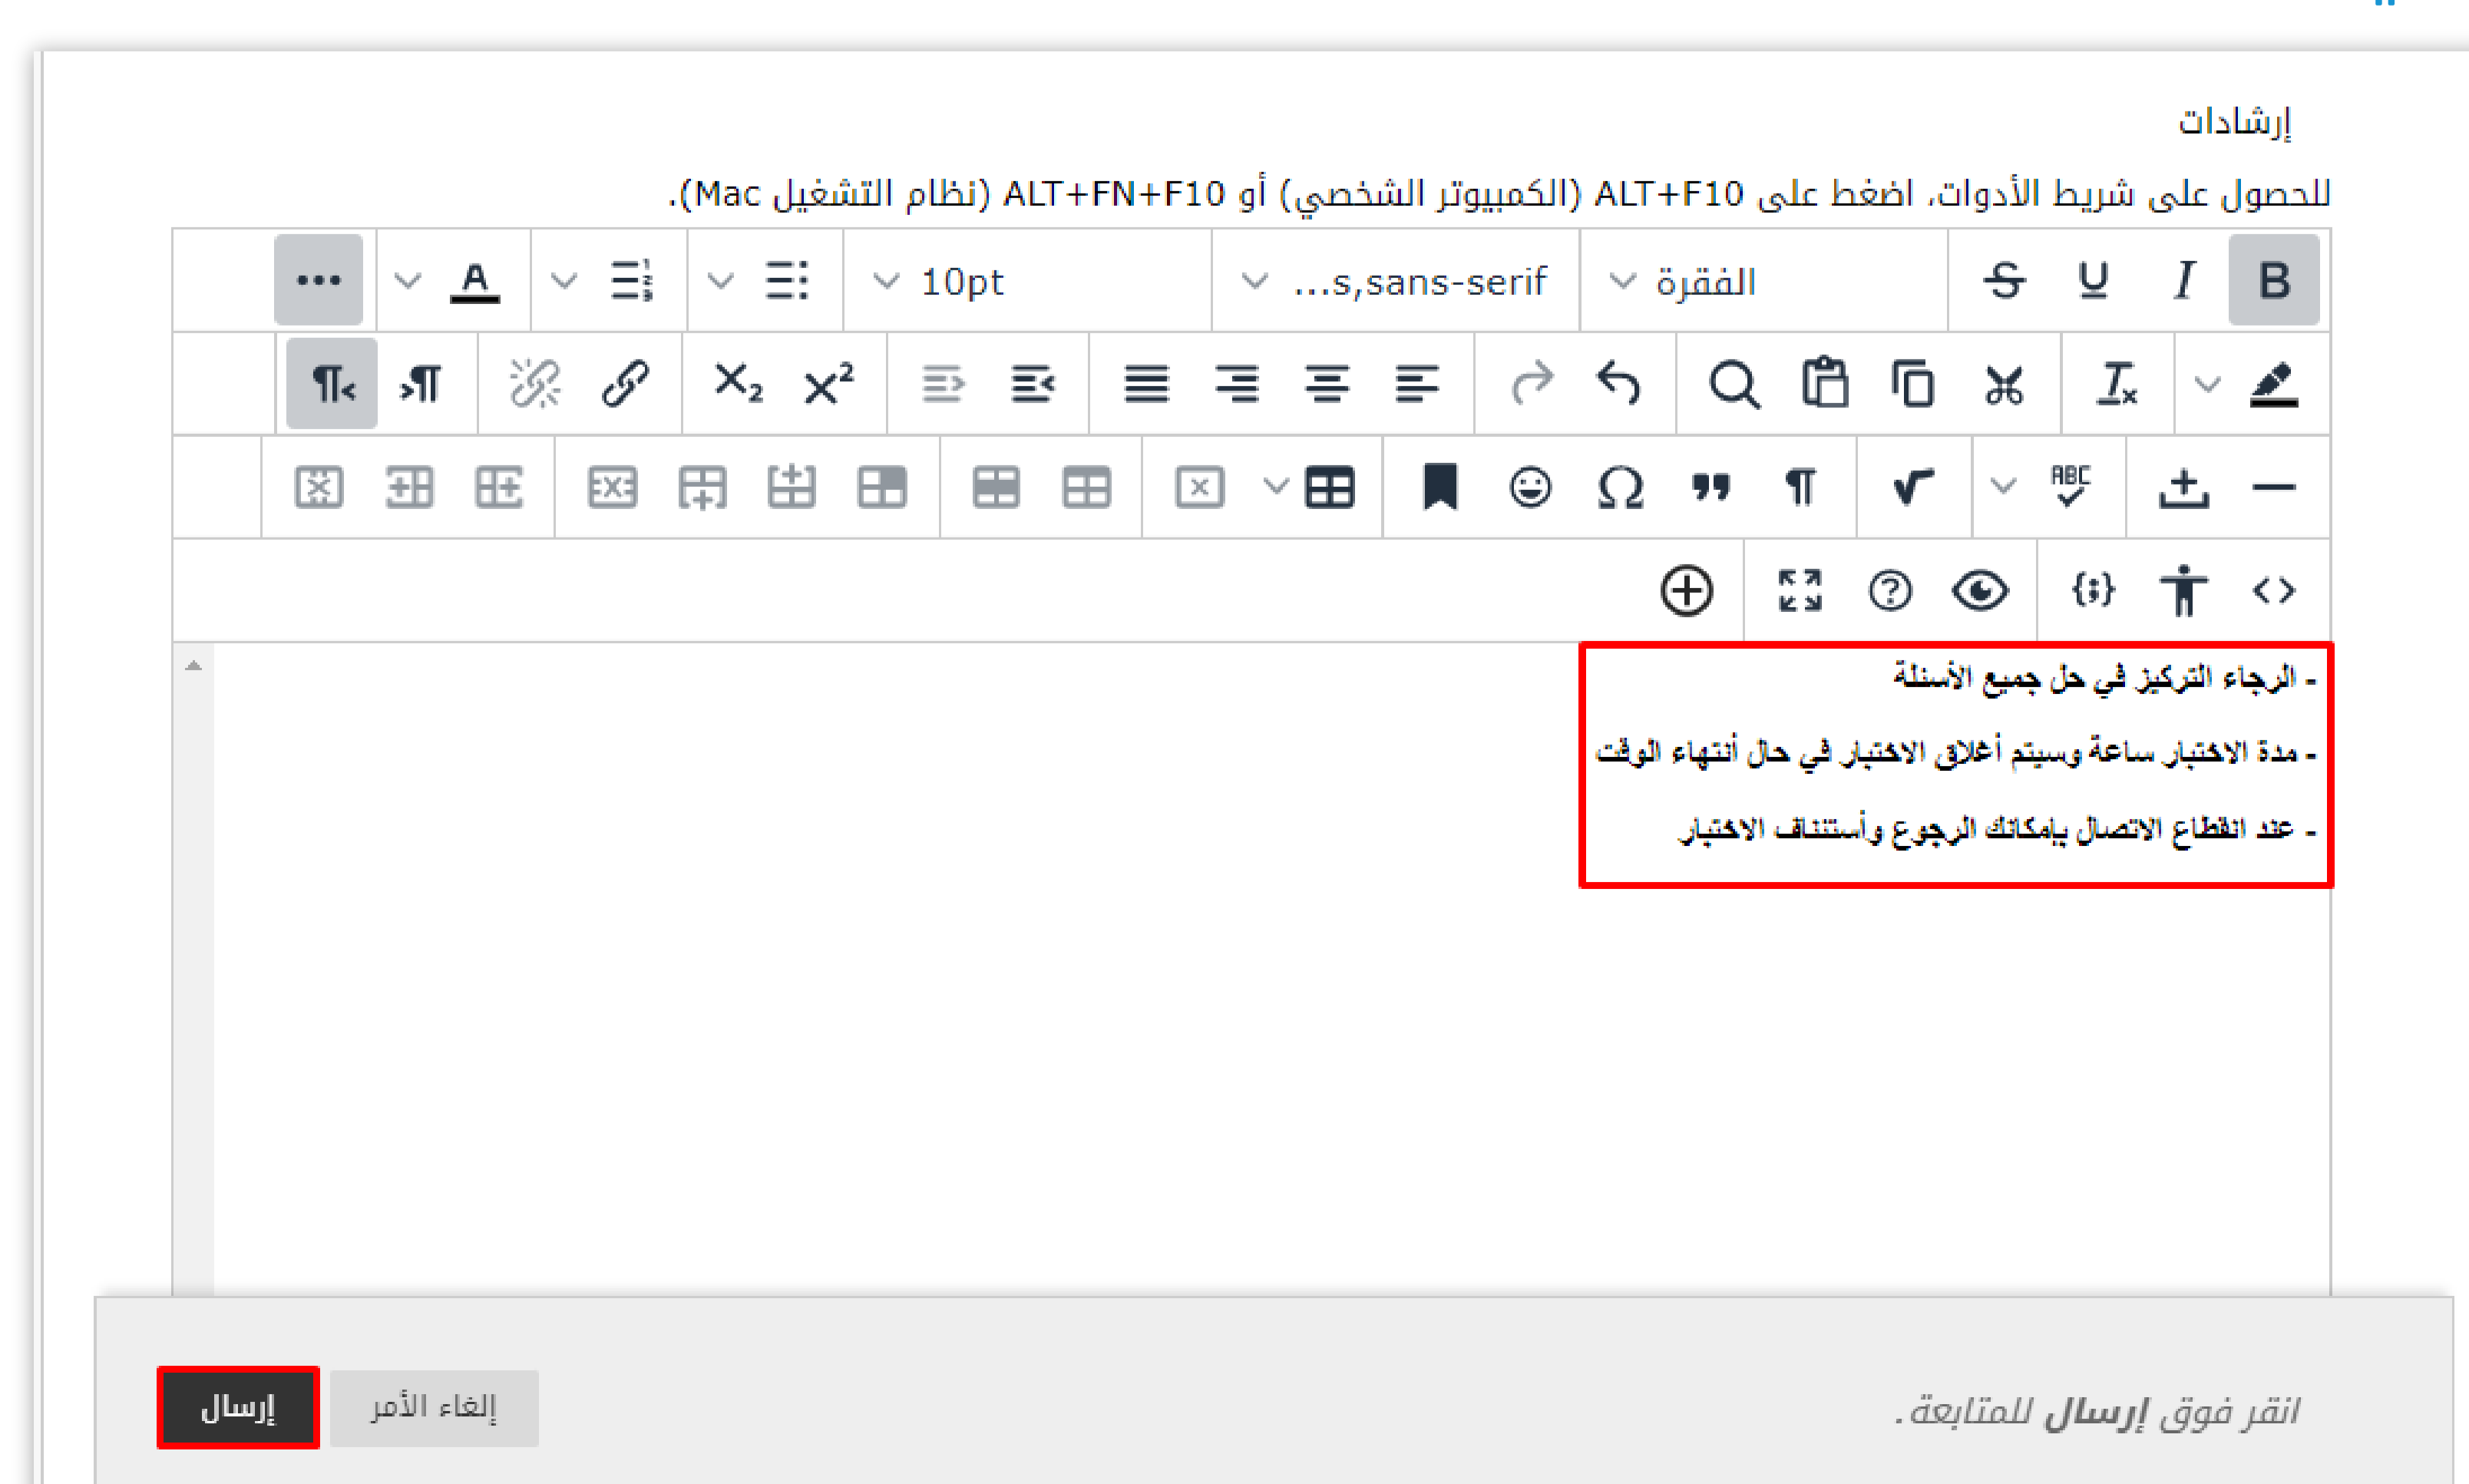 إرشادات
للحصول على شريط الأدوات، اضغط على ALT+F10 (الكمبيوتر الشخصي) أو ALT+FN+F10 (نظام التشغيل Mac).
B I U S الفقرة ...s,sans-serif 10pt A
- الرجاء التركيز في حل جميع الأسئلة
- مدة الاختبار ساعة وسيتم أغلاق الاختبار في حال أنتهاء الوقت
- عند انقطاع الاتصال بإمكانك الرجوع وأستئناف الاختبار
انقر فوق إرسال للمتابعة.
إلغاء الأمر
إرسال